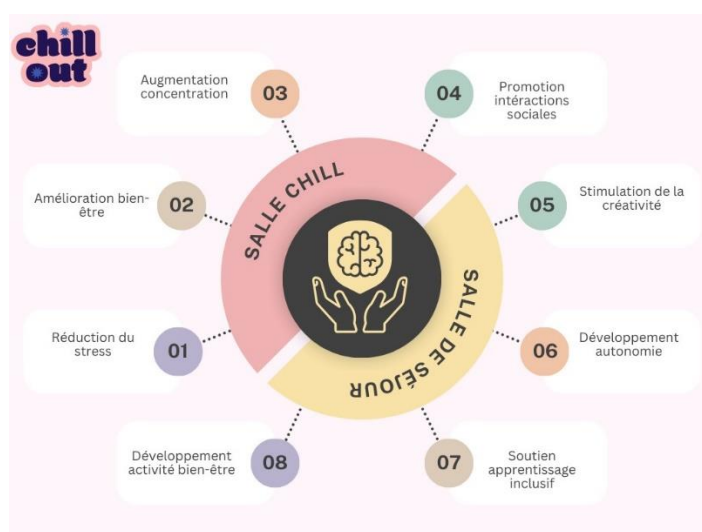 chill
out
Augmentation
concentration
03
04
Promotion
intéractions
sociales
Amélioration bien-
être
02
SALLE CHILL
05
Stimulation de la
créativité
Réduction du
stress
01
SALLE DE SÉJOUR
06
Développement
autonomie
Développement
activité bien-être
08
07
Soutien
apprentissage
inclusif